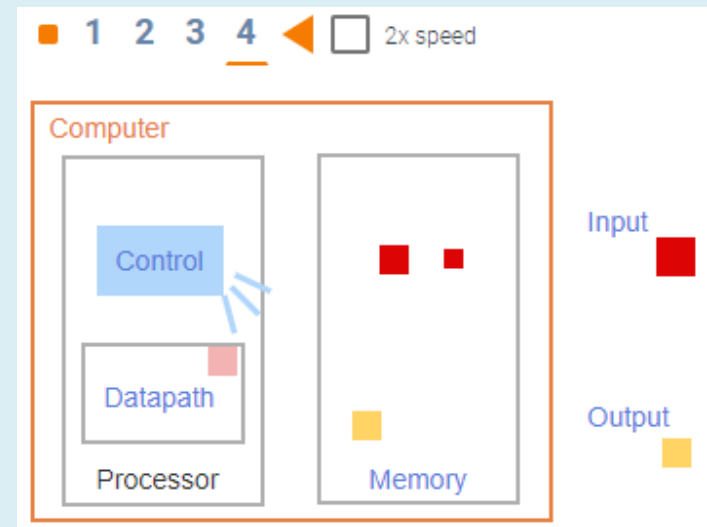 1 2 3 4 2x speed
Computer
Input
Control
Datapath
Output
Processor
Memory